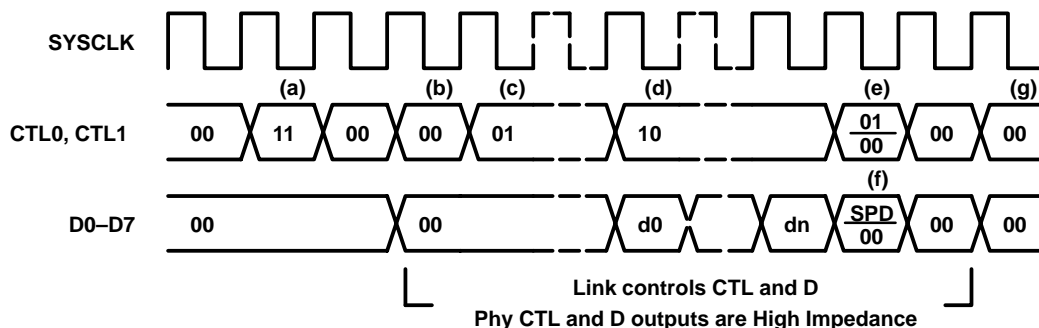 SYSCLK
(a) (b) (c) (d) (e) (g)
CTL0, CTL1 00 11 00 00 01 10 01 00 00 00
00
(f)
D0–D7 00 00 d0 dn SPD 00 00
00
Link controls CTL and D
Phy CTL and D outputs are High Impedance